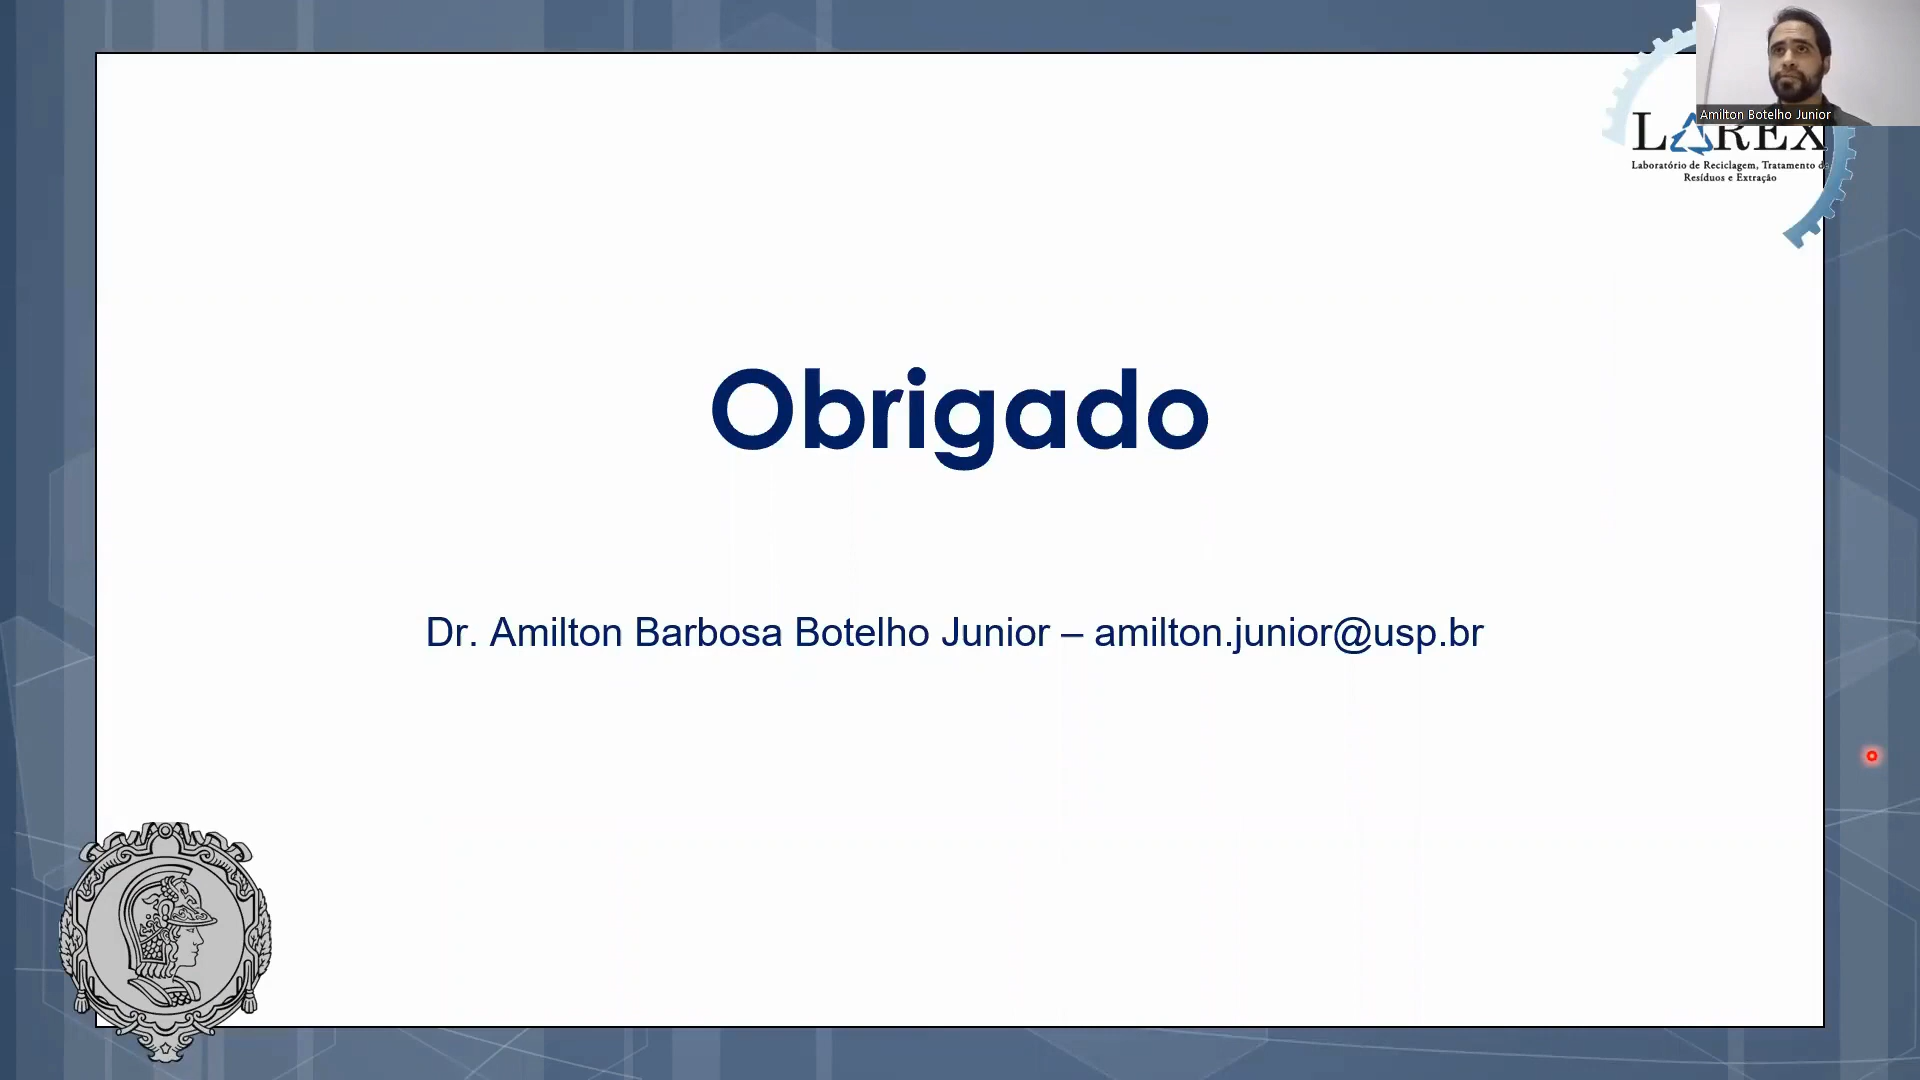 Amilton Botelho Junior
LAREX
Laboratório de Reciclagem, Tratamento de
Resíduos e Extração
Obrigado
Dr. Amilton Barbosa Botelho Junior – amilton.junior@usp.br